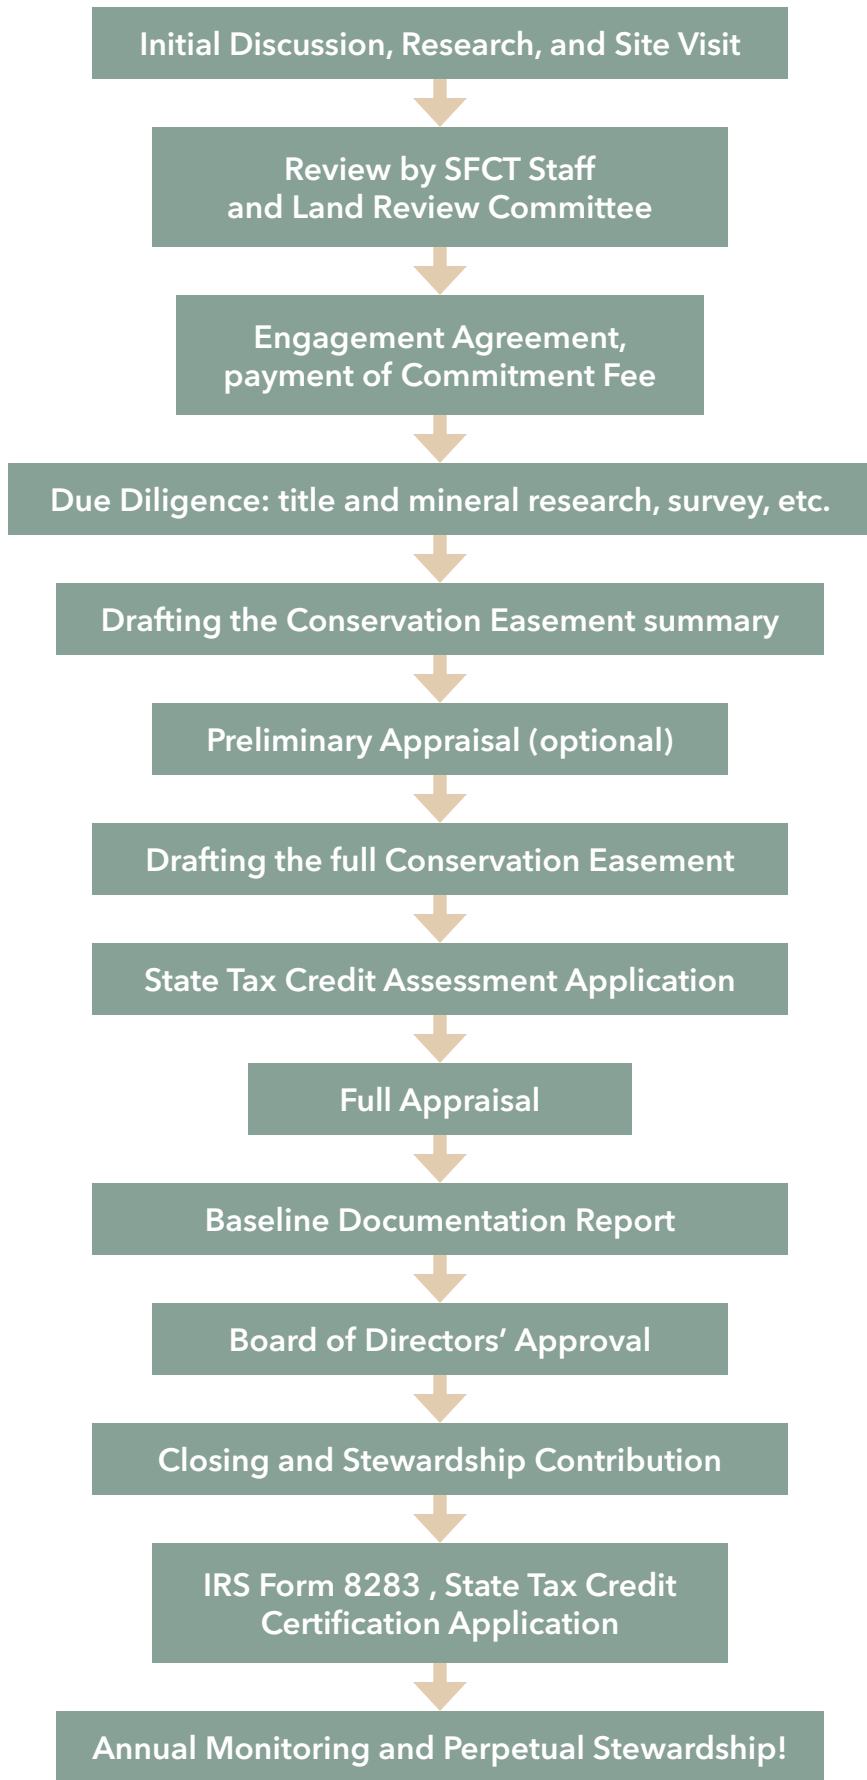 Initial Discussion, Research, and Site Visit
Review by SFCT Staff
and Land Review Committee
Engagement Agreement,
payment of Commitment Fee
Due Diligence: title and mineral research, survey, etc.
Drafting the Conservation Easement summary
Preliminary Appraisal (optional)
Drafting the full Conservation Easement
State Tax Credit Assessment Application
Full Appraisal
Baseline Documentation Report
Board of Directors’ Approval
Closing and Stewardship Contribution
IRS Form 8283 , State Tax Credit
Certification Application
Annual Monitoring and Perpetual Stewardship!